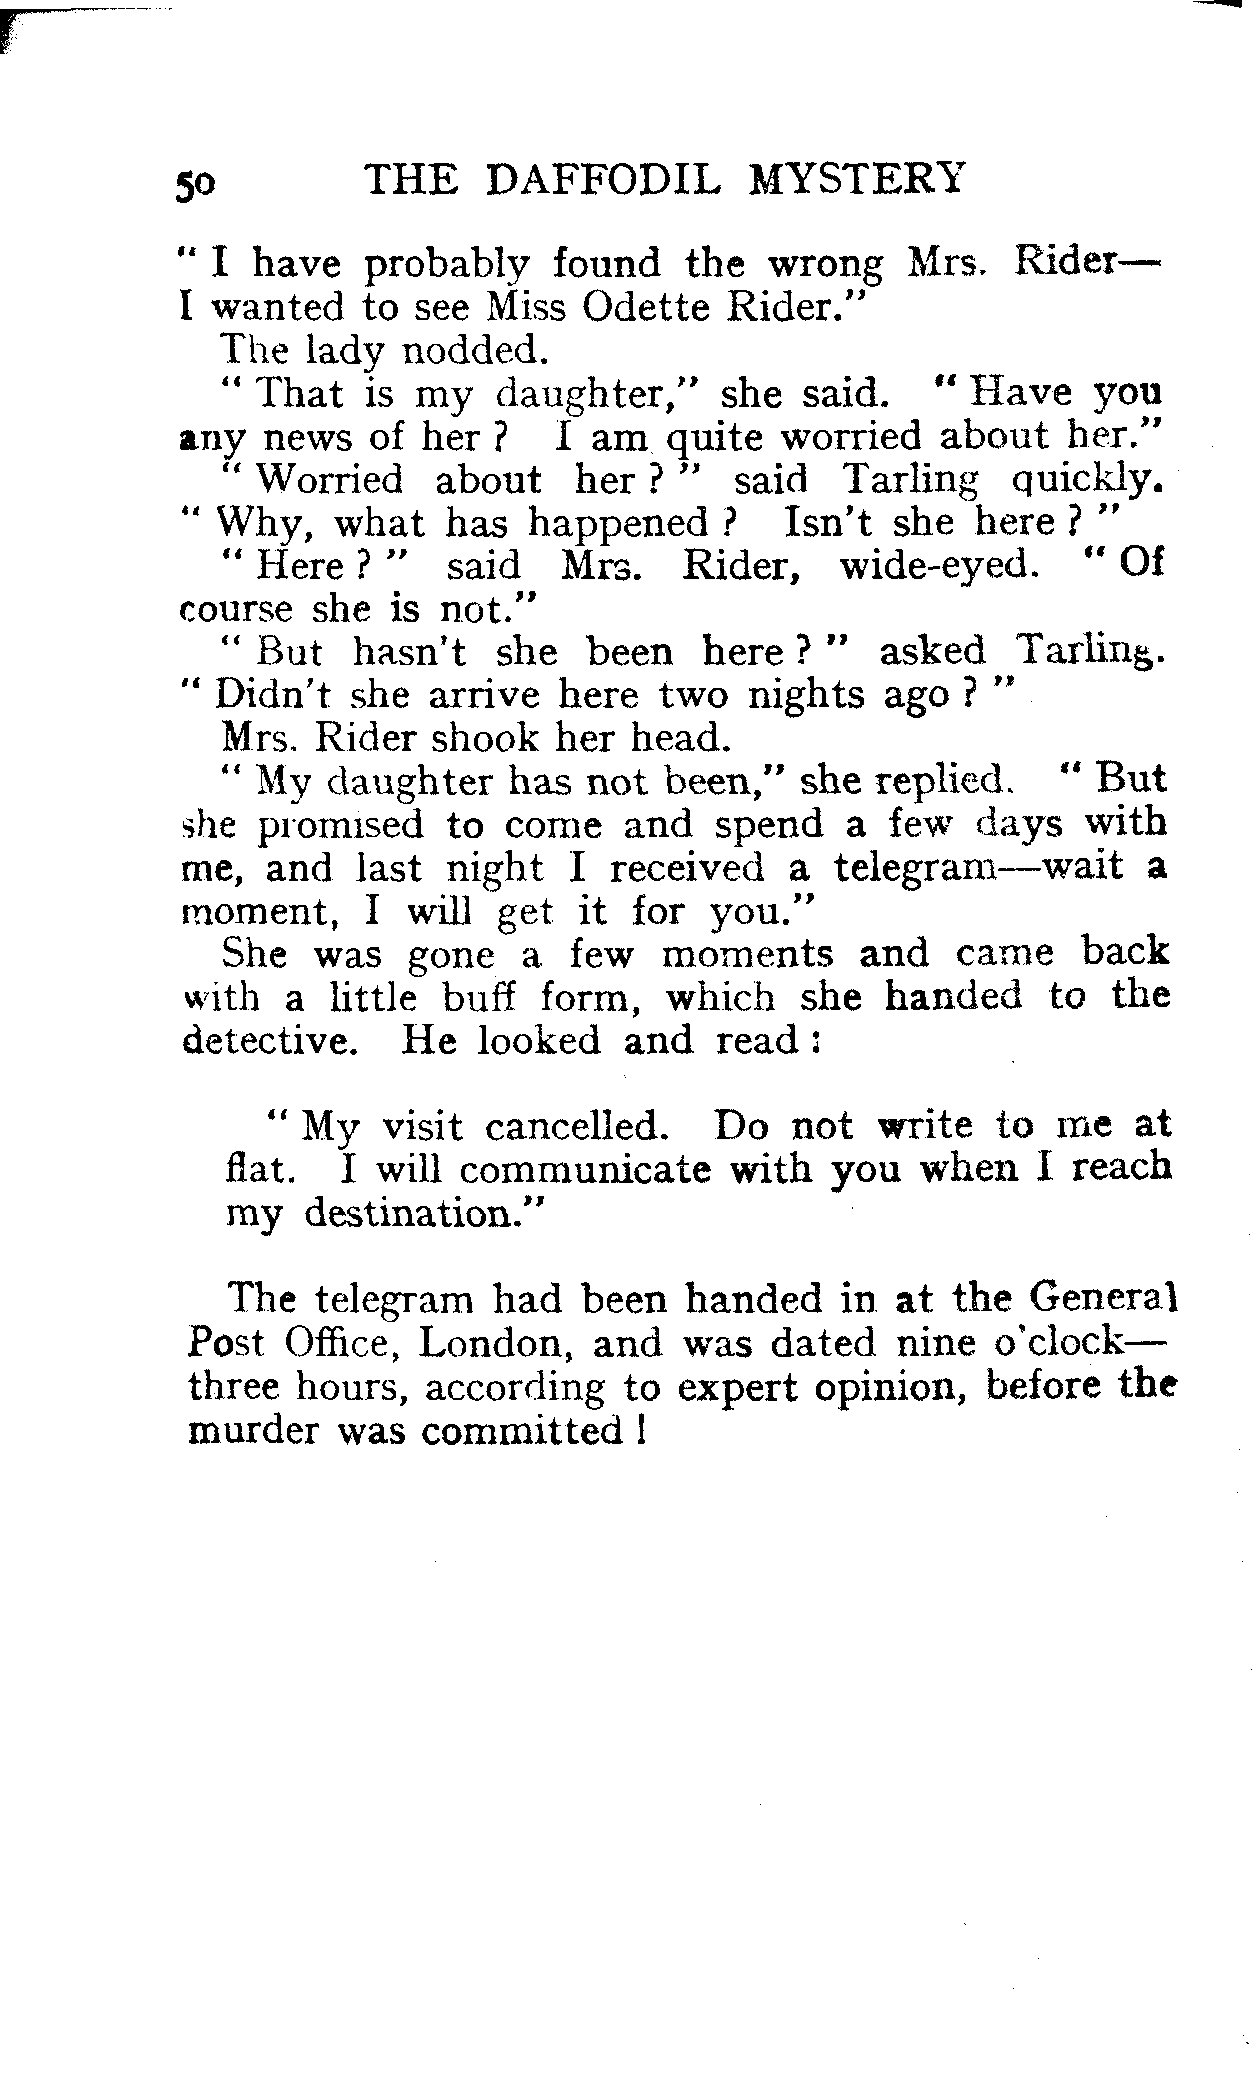 50 THE DAFFODIL MYSTERY
" I have probably found the wrong Mrs. Rider—
I wanted to see Miss Odette Rider."
The lady nodded.
" That is my daughter," she said. " Have you
any news of her ? I am quite worried about her."
" Worried about her ? " said Tarling quickly.
" Why, what has happened ? Isn't she here ? "
" Here ? " said Mrs. Rider, wide-eyed. " Of
course she is not."
" But hasn't she been here ? " asked Tarling.
" Didn't she arrive here two nights ago ? "
Mrs. Rider shook her head.
" My daughter has not been," she replied. " But
she promised to come and spend a few days with
me, and last night I received a telegram—wait a
moment, I will get it for you."
She was gone a few moments and came back
with a little buff form, which she handed to the
detective. He looked and read :
" My visit cancelled. Do not write to me at
flat. I will communicate with you when I reach
my destination."
The telegram had been handed in at the General
Post Office, London, and was dated nine o'clock—
three hours, according to expert opinion, before the
murder was committed !